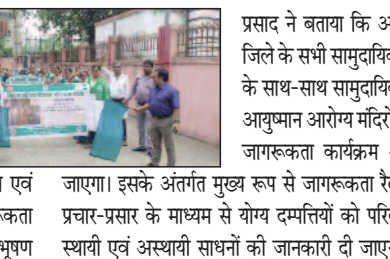 प्रसाद ने बताया कि
जिले के सभी सामुदायिक
के साथ-साथ सामुदायिक
आयुष्मान आरोग्य
जागरूकता कार्यक्रम
एवं
जाएगा। इसके अंतर्गत मुख्य रूप से जागरूकता
प्रचार-प्रसार के माध्यम से योग्य दम्पत्तियों को
स्थायी एवं अस्थायी साधनों की जानकारी दी